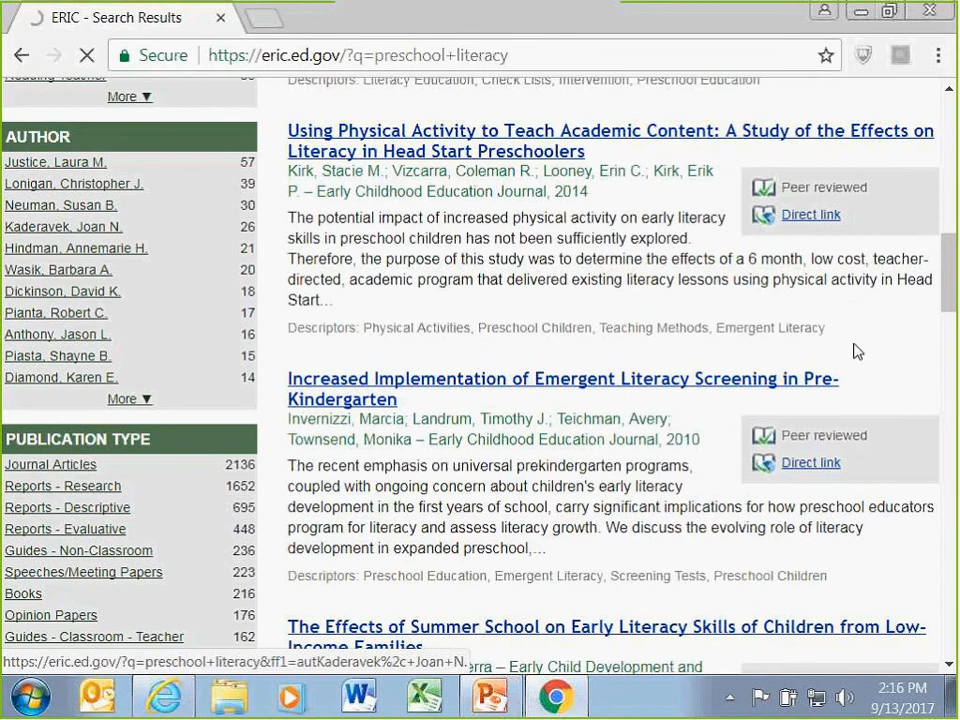 ERIC - Search Results
Secure https://eric.ed.gov/?q=preschool+literacy
More ▼
AUTHOR
Justice, Laura M. 57
Lonigan, Christopher J. 39
Neuman, Susan B. 30
Kaderavek, Joan N. 26
Hindman, Annemarie H. 21
Wasik, Barbara A. 20
Dickinson, David K. 18
Pianta, Robert C. 17
Anthony, Jason L. 16
Piasta, Shayne B. 15
Diamond, Karen E. 14
More ▼
PUBLICATION TYPE
Journal Articles 2136
Reports - Research 1652
Reports - Descriptive 695
Reports - Evaluative 448
Guides - Non-Classroom 236
Speeches/Meeting Papers 223
Books 216
Opinion Papers 176
Guides - Classroom - Teacher 162
Descriptors: Literacy Education, Check Lists, Intervention, Preschool Education
Using Physical Activity to Teach Academic Content: A Study of the Effects on
Literacy in Head Start Preschoolers
Kirk, Stacie M.; Vizcarra, Coleman R.; Looney, Erin C.; Kirk, Erik
P. – Early Childhood Education Journal, 2014
Peer reviewed
Direct link
The potential impact of increased physical activity on early literacy
skills in preschool children has not been sufficiently explored.
Therefore, the purpose of this study was to determine the effects of a 6 month, low cost, teacher-
directed, academic program that delivered existing literacy lessons using physical activity in Head
Start...
Descriptors: Physical Activities, Preschool Children, Teaching Methods, Emergent Literacy
Increased Implementation of Emergent Literacy Screening in Pre-
Kindergarten
Invernizzi, Marcia; Landrum, Timothy J.; Teichman, Avery;
Townsend, Monika – Early Childhood Education Journal, 2010
Peer reviewed
Direct link
The recent emphasis on universal prekindergarten programs,
coupled with ongoing concern about children's early literacy
development in the first years of school, carry significant implications for how preschool educators
program for literacy and assess literacy growth. We discuss the evolving role of literacy
development in expanded preschool,...
Descriptors: Preschool Education, Emergent Literacy, Screening Tests, Preschool Children
The Effects of Summer School on Early Literacy Skills of Children from Low-
Income Families
– Early Child Development and
https://eric.ed.gov/?q=preschool+literacy&ff1=autKaderavek%2c+Joan+N.
2:16 PM
9/13/2017